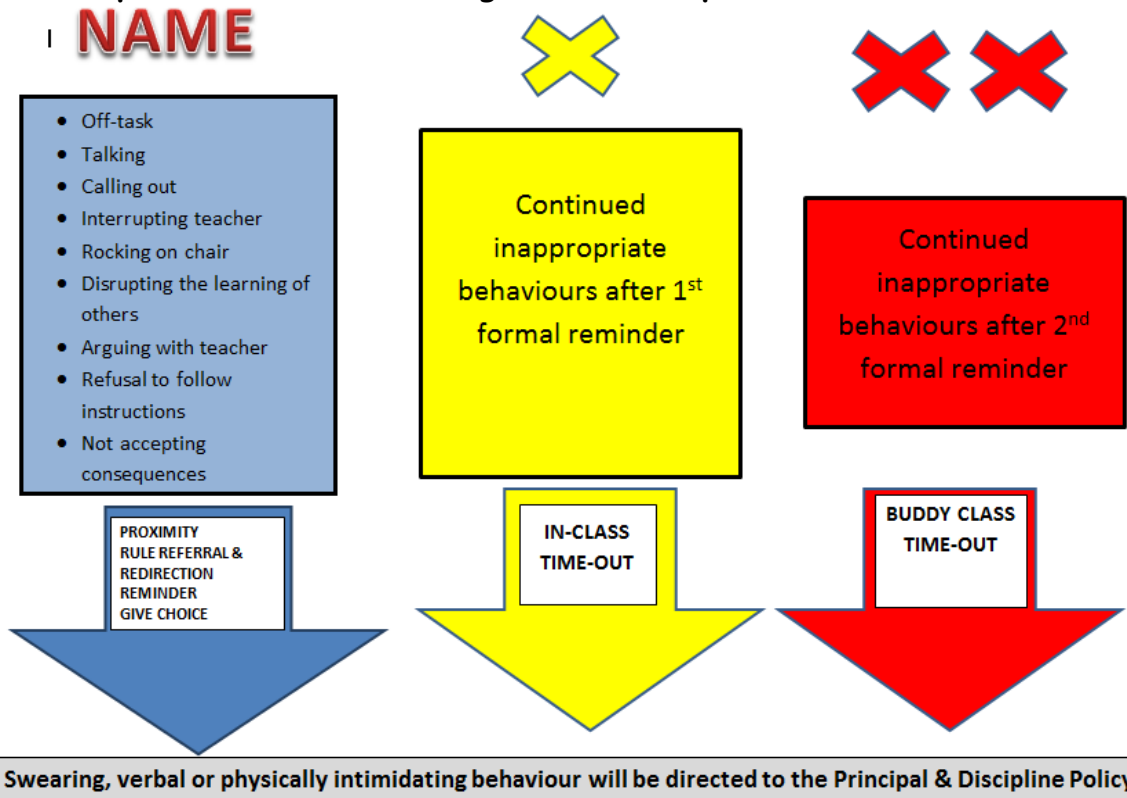 NAME
• Off-task
• Talking
• Calling out
• Interrupting teacher
• Rocking on chair
• Disrupting the learning of
others
• Arguing with teacher
• Refusal to follow
instructions
• Not accepting
consequences
PROXIMITY
RULE REFERRAL &
REDIRECTION
REMINDER
GIVE CHOICE
Continued
inappropriate
behaviours after 1st
formal reminder
IN-CLASS
TIME-OUT
Continued
inappropriate
behaviours after 2nd
formal reminder
BUDDY CLASS
TIME-OUT
Swearing, verbal or physically intimidating behaviour will be directed to the Principal & Discipline Policy